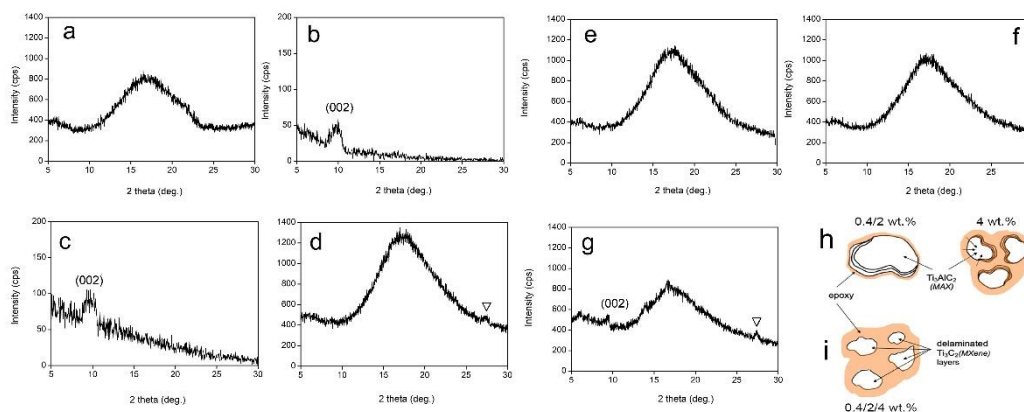 a
1400
1200
1000
800
600
400
200
0
Intensity (cps)
5 10 15 20 25 30
2 theta (deg.)
b
200
150
100
50
0
Intensity (cps)
(002)
5 10 15 20 25 30
2 theta (deg.)
e
1400
1200
1000
800
600
400
200
0
Intensity (cps)
5 10 15 20 25 30
2 theta (deg.)
f
1400
1200
1000
800
600
400
200
0
Intensity (cps)
5 10 15 20 25
2 theta (deg.)
c
200
150
100
50
0
Intensity (cps)
(002)
5 10 15 20 25 30
2 theta (deg.)
d
1400
1200
1000
800
600
400
200
0
Intensity (cps)
5 10 15 20 25 30
2 theta (deg.)
g
1400
1200
1000
800
600
400
200
0
Intensity (cps)
(002)
5 10 15 20 25 30
2 theta (deg.)
h
0.4/2 wt.%
4 wt.%
Ti₃AlC₂
(MAX)
epoxy
i
delaminated
Ti₃C₂(MXene)
layers
0.4/2/4 wt.%